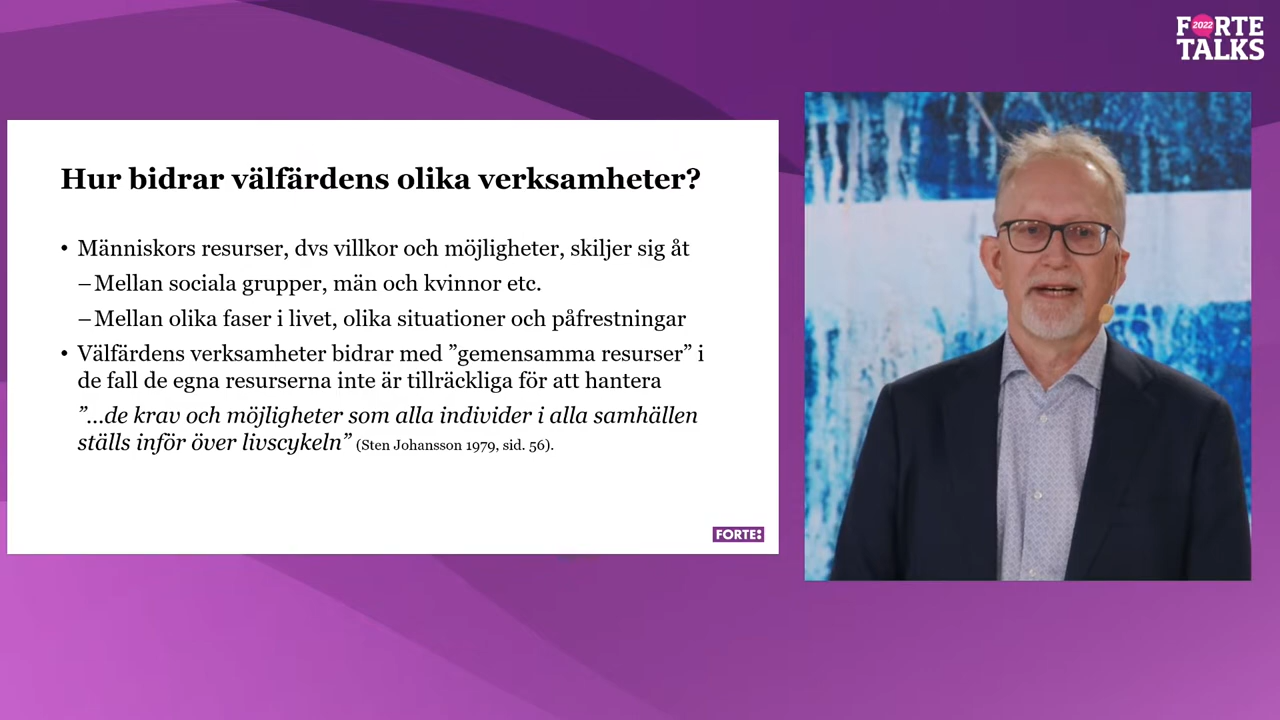 FORTE
2022
TALKS
Hur bidrar välfärdens olika verksamheter?
• Människors resurser, dvs villkor och möjligheter, skiljer sig åt
– Mellan sociala grupper, män och kvinnor etc.
– Mellan olika faser i livet, olika situationer och påfrestningar
• Välfärdens verksamheter bidrar med ”gemensamma resurser” i
de fall de egna resurserna inte är tillräckliga för att hantera
”…de krav och möjligheter som alla individer i alla samhällen
ställs inför över livscykeln” (Sten Johansson 1979, sid. 56).
FORTE: